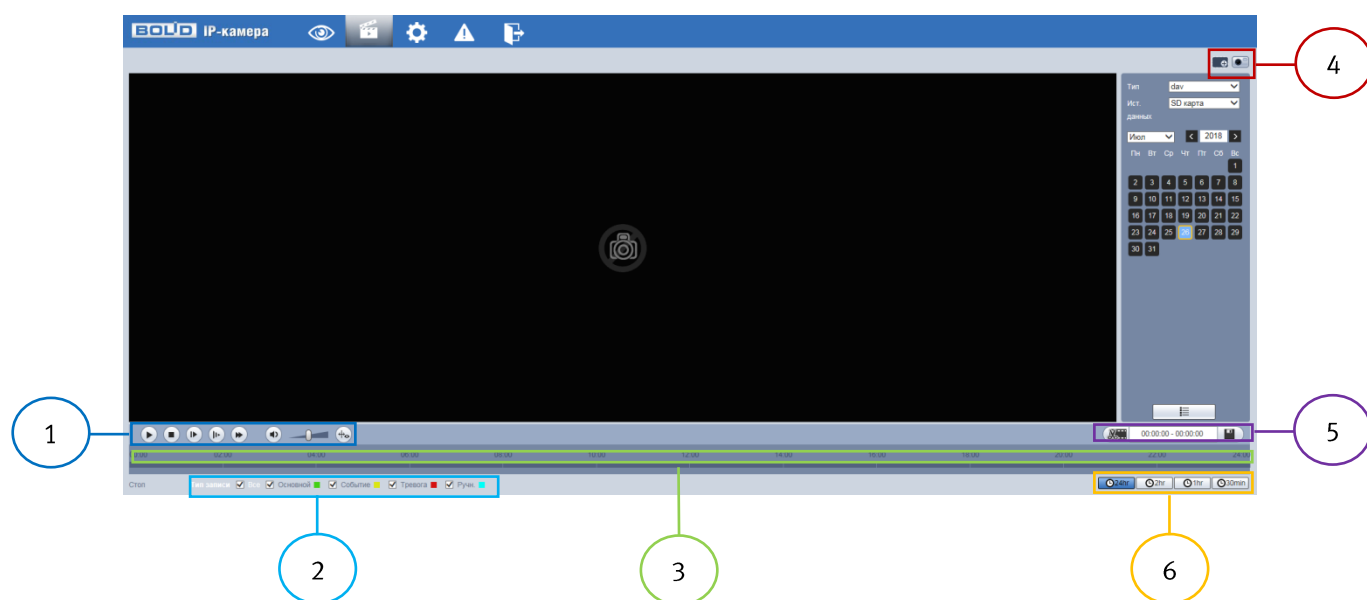 BOLID IP-камера
4
Тип dav
Ист. данных SD карта
Июл 2018
Пн Вт Ср Чт Пт Сб Вс
1
2 3 4 5 6 7 8
9 10 11 12 13 14 15
16 17 18 19 20 21 22
23 24 25 26 27 28 29
30 31
1
00:00:00 - 00:00:00
5
02:00 04:00 06:00 08:00 10:00 12:00 14:00 16:00 18:00 20:00 22:00 24:00
Стоп Тип записи Все Основной Событие Тревога Ручн.
24hr 2hr 1hr 30min
2
3
6